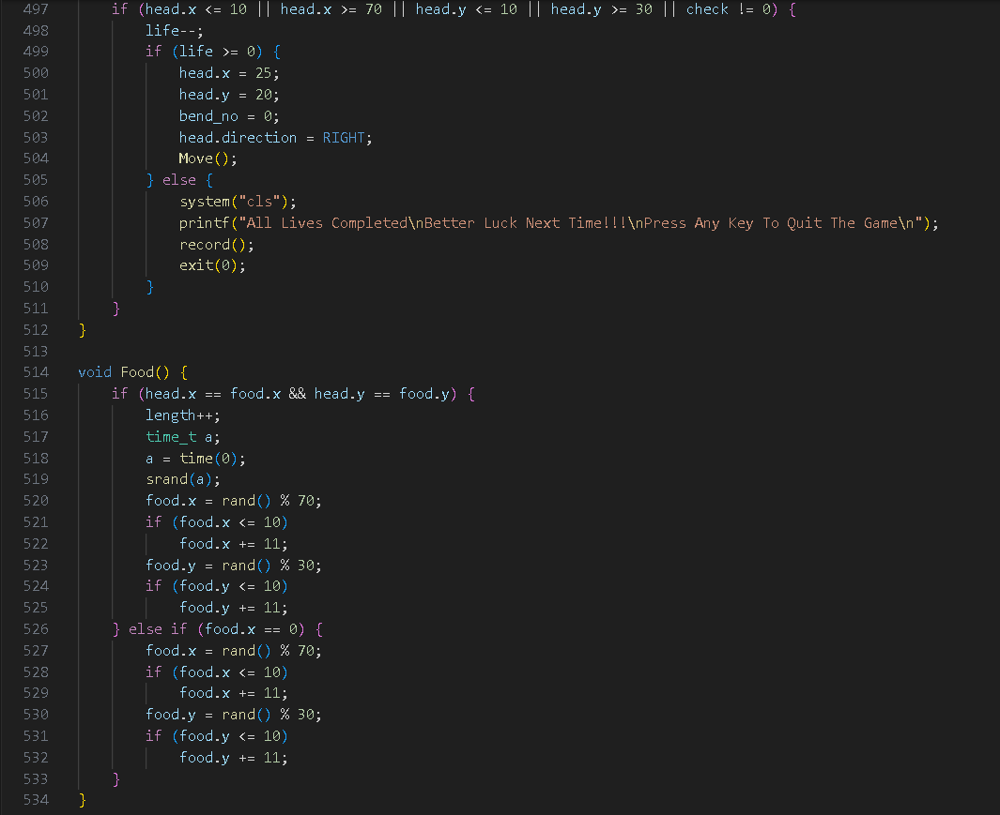 497 if (head.x <= 10 || head.x >= 70 || head.y <= 10 || head.y >= 30 || check != 0) {
498 life--;
499 if (life >= 0) {
500 head.x = 25;
501 head.y = 20;
502 bend_no = 0;
503 head.direction = RIGHT;
504 Move();
505 } else {
506 system("cls");
507 printf("All Lives Completed\nBetter Luck Next Time!!!\nPress Any Key To Quit The Game\n");
508 record();
509 exit(0);
510 }
511 }
512 }
513
514 void Food() {
515 if (head.x == food.x && head.y == food.y) {
516 length++;
517 time_t a;
518 a = time(0);
519 srand(a);
520 food.x = rand() % 70;
521 if (food.x <= 10)
522 food.x += 11;
523 food.y = rand() % 30;
524 if (food.y <= 10)
525 food.y += 11;
526 } else if (food.x == 0) {
527 food.x = rand() % 70;
528 if (food.x <= 10)
529 food.x += 11;
530 food.y = rand() % 30;
531 if (food.y <= 10)
532 food.y += 11;
533 }
534 }